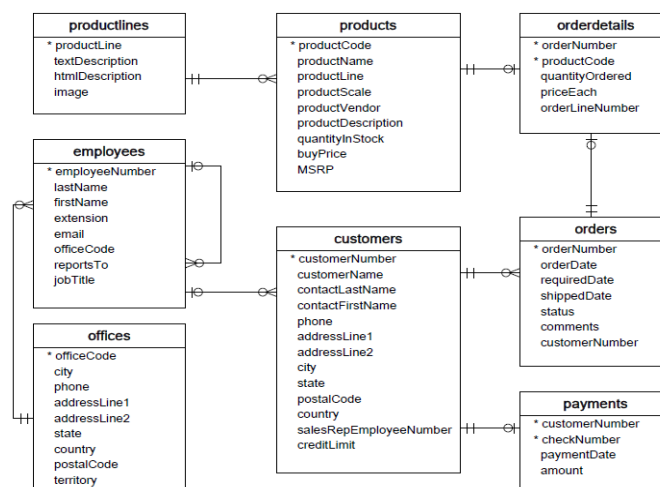 productlines
* productLine
textDescription
htmlDescription
image
products
* productCode
productName
productLine
productScale
productVendor
productDescription
quantityInStock
buyPrice
MSRP
orderdetails
* orderNumber
* productCode
quantityOrdered
priceEach
orderLineNumber
employees
* employeeNumber
lastName
firstName
extension
email
officeCode
reportsTo
jobTitle
customers
* customerNumber
customerName
contactLastName
contactFirstName
phone
addressLine1
addressLine2
city
state
postalCode
country
salesRepEmployeeNumber
creditLimit
orders
* orderNumber
orderDate
requiredDate
shippedDate
status
comments
customerNumber
offices
* officeCode
city
phone
addressLine1
addressLine2
state
country
postalCode
territory
payments
* customerNumber
* checkNumber
paymentDate
amount